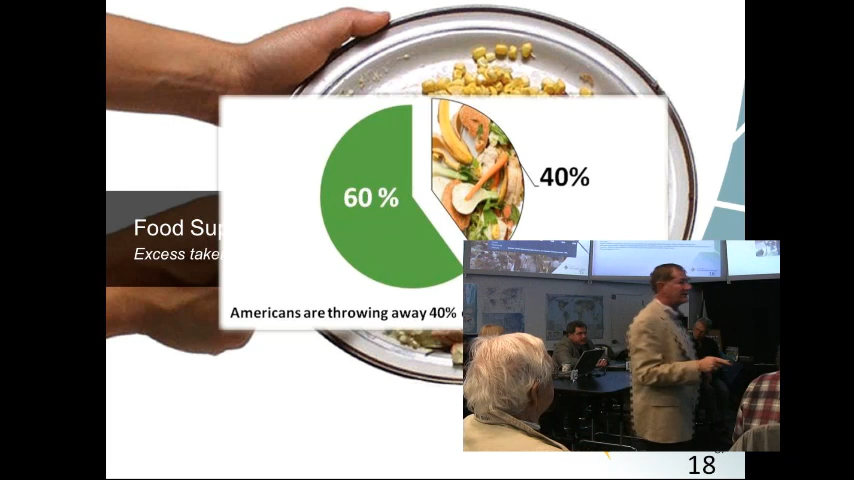 60 %
40%
Food Sup
Excess take
Americans are throwing away 40%
18